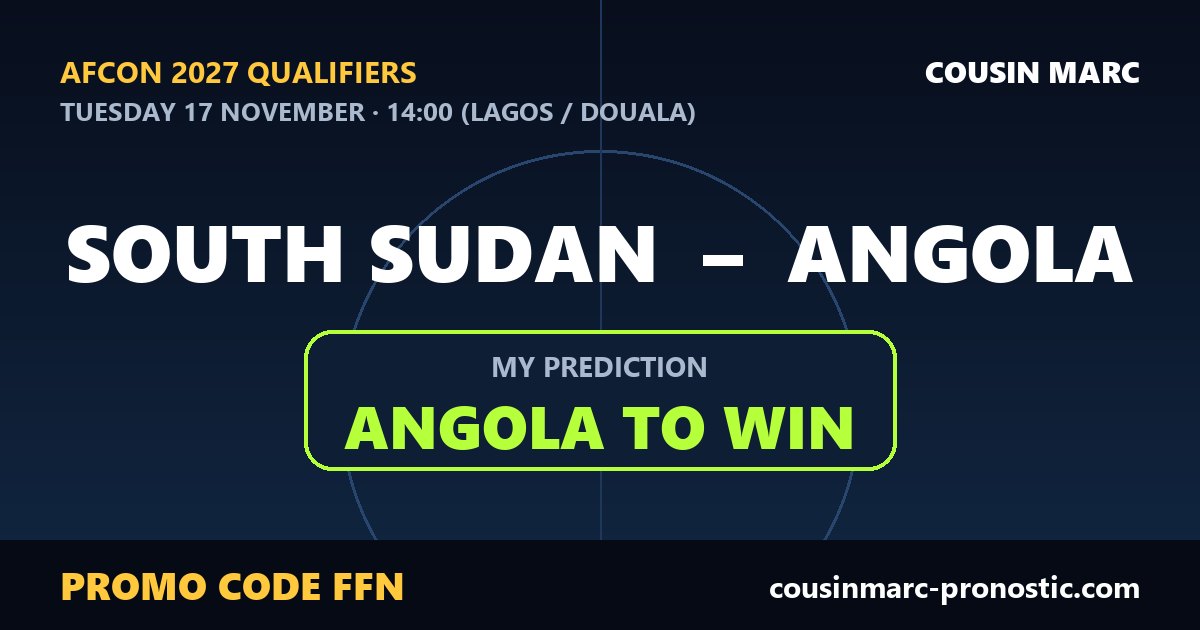 AFCON 2027 QUALIFIERS
COUSIN MARC
TUESDAY 17 NOVEMBER · 14:00 (LAGOS / DOUALA)
SOUTH SUDAN – ANGOLA
MY PREDICTION
ANGOLA TO WIN
PROMO CODE FFN
cousinmarc-pronostic.com